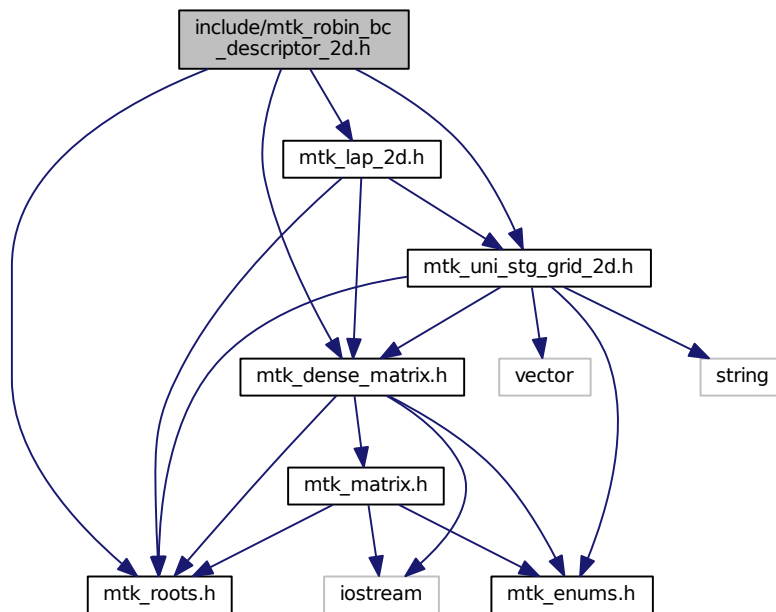 include/mtk_robin_bc
_descriptor_2d.h
mtk_lap_2d.h
mtk_uni_stg_grid_2d.h
mtk_dense_matrix.h
vector
string
mtk_matrix.h
mtk_roots.h
iostream
mtk_enums.h